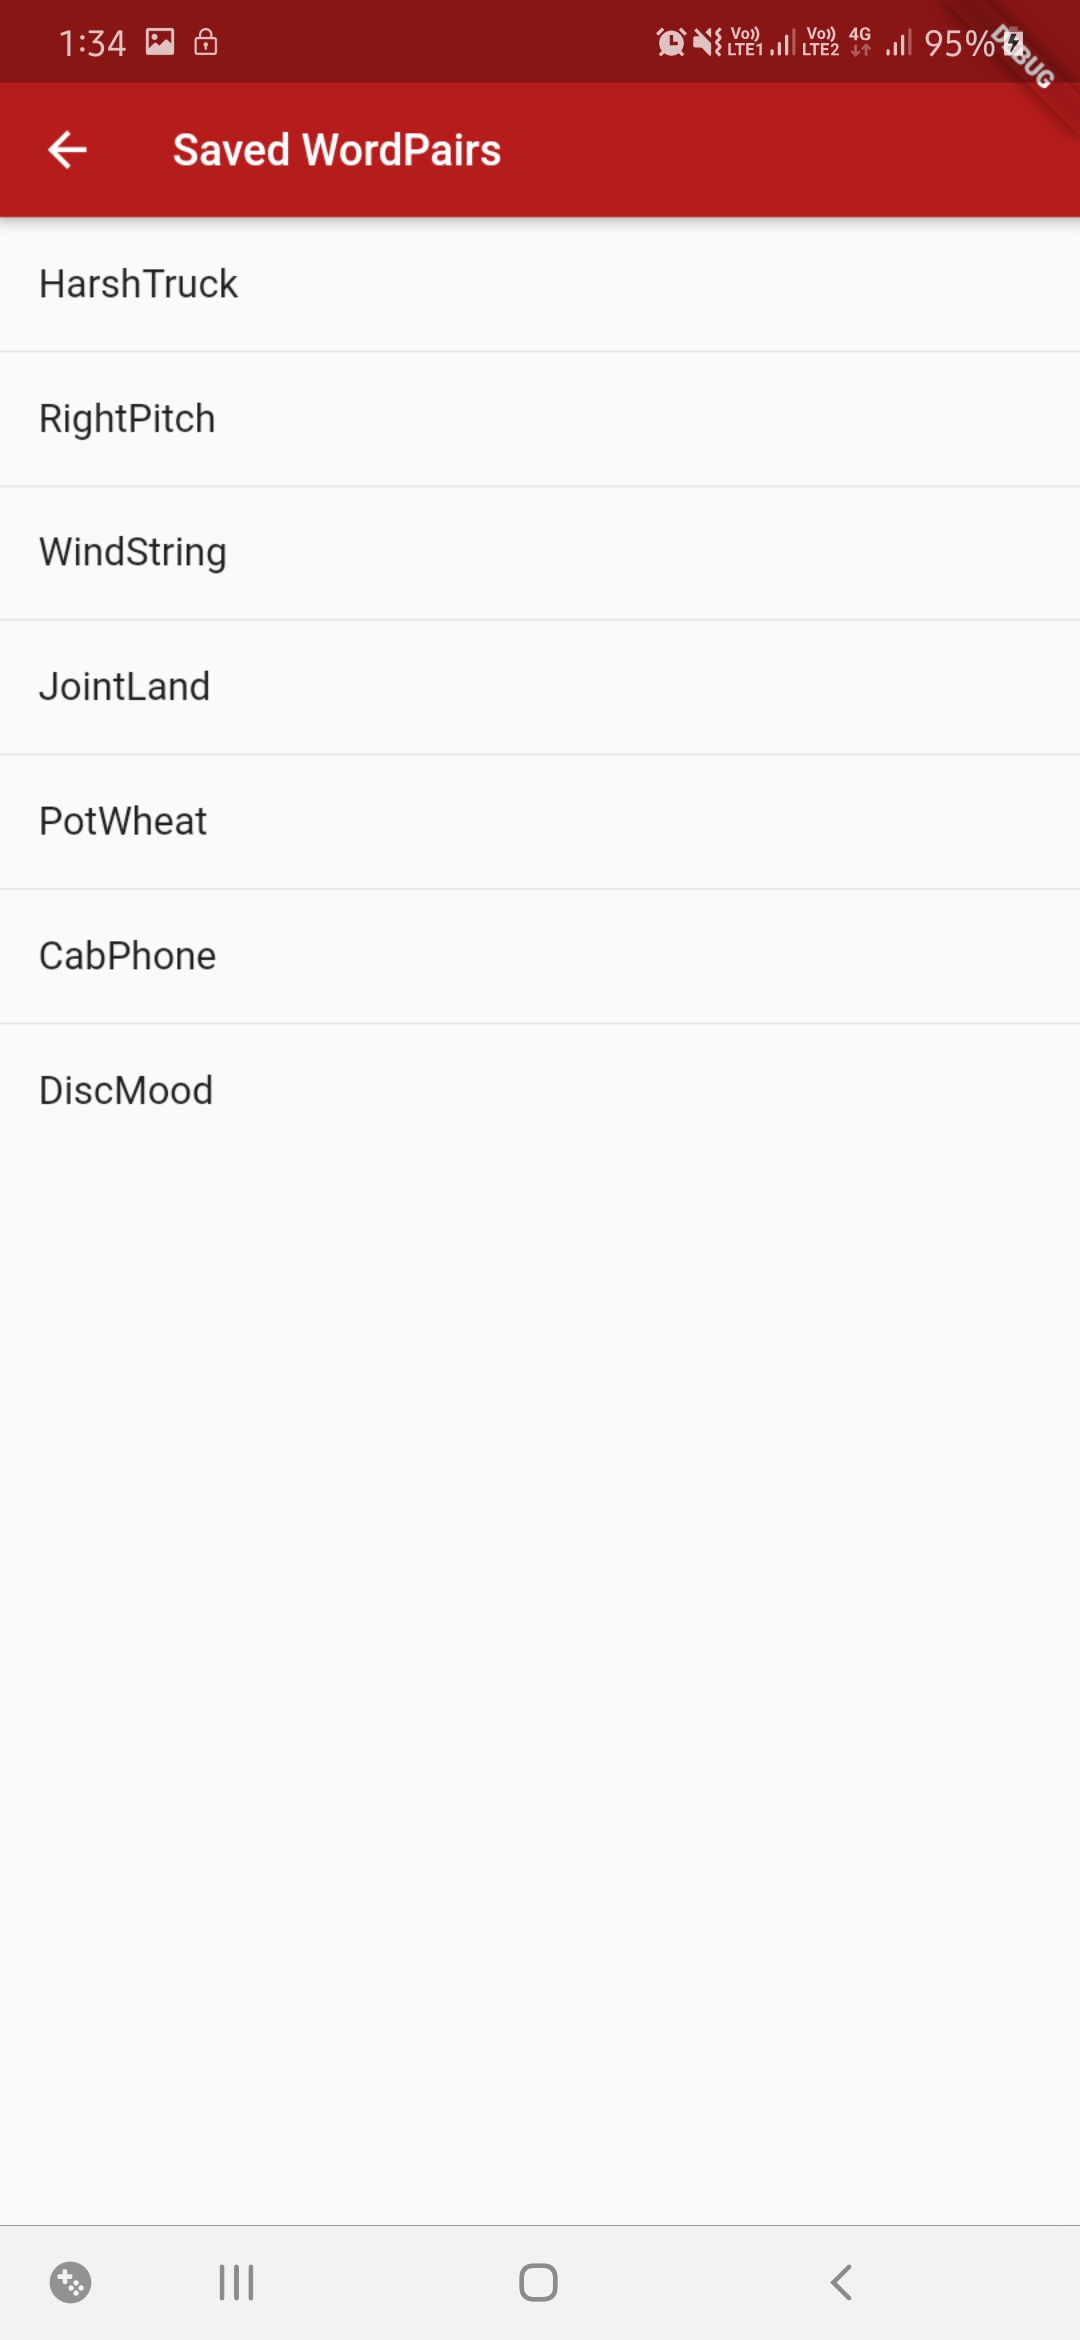 1:34 Vo)) LTE1 Vo)) LTE2 4G 95% DEBUG
Saved WordPairs
HarshTruck
RightPitch
WindString
JointLand
PotWheat
CabPhone
DiscMood